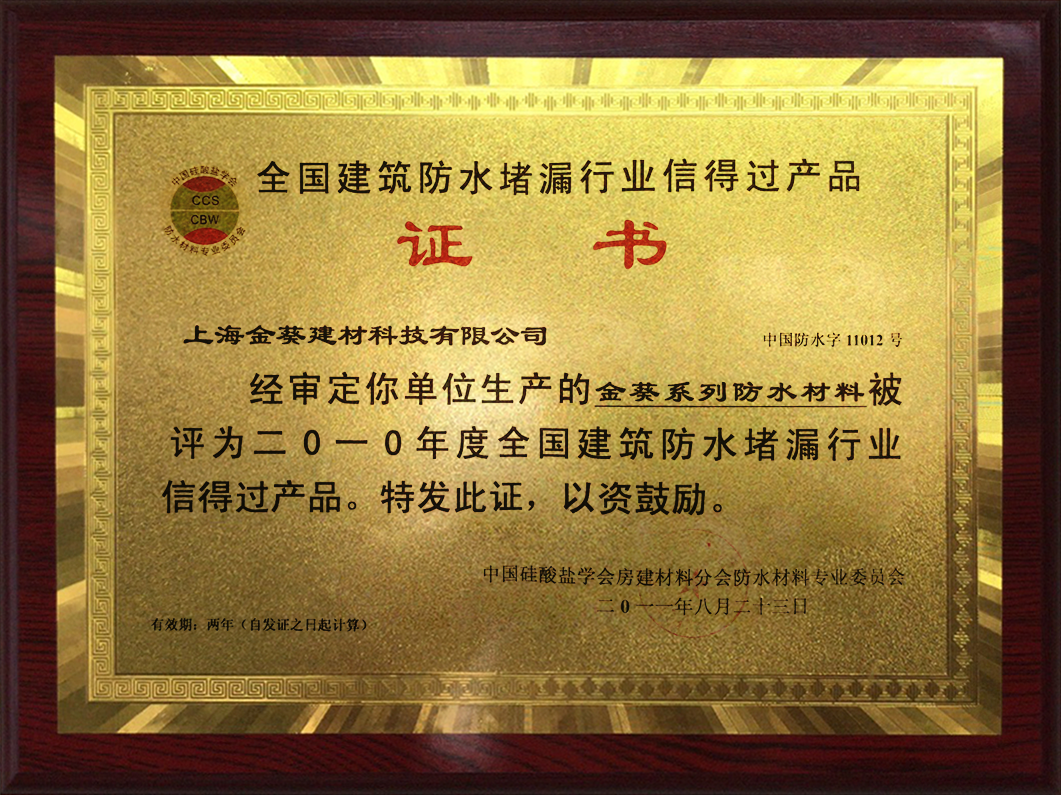 中国硅酸盐学会
CCS
CBW
防水材料专业委员会
全国建筑防水堵漏行业信得过产品
证书
上海金葵建材科技有限公司
中国防水字 11012 号
经审定你单位生产的金葵系列防水材料被
评为二0一0年度全国建筑防水堵漏行业
信得过产品。特发此证，以资鼓励。
中国硅酸盐学会房建材料分会防水材料专业委员会
二0一一年八月二十三日
有效期：两年（自发证之日起计算）